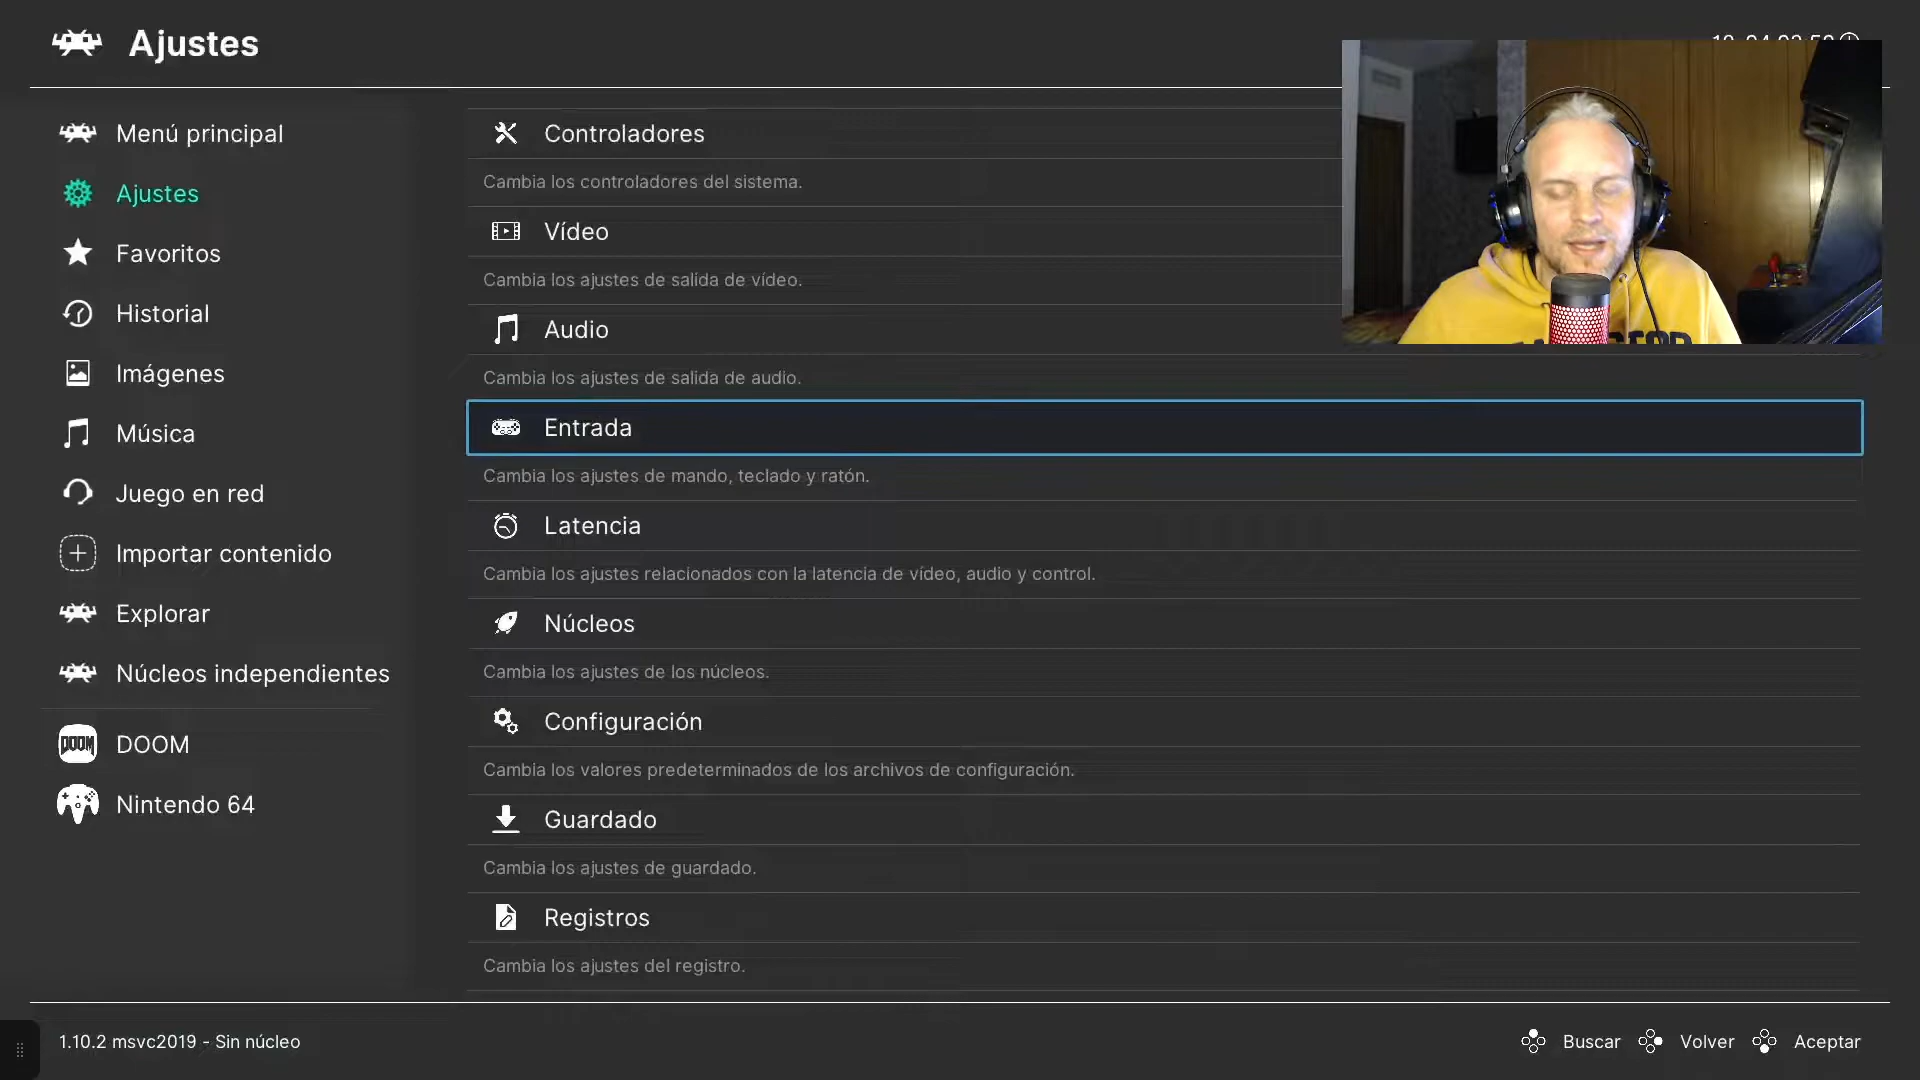 Ajustes
Menú principal
Ajustes
Favoritos
Historial
Imágenes
Música
Juego en red
Importar contenido
Explorar
Núcleos independientes
DOOM
DOOM
Nintendo 64
Controladores
Cambia los controladores del sistema.
Vídeo
Cambia los ajustes de salida de vídeo.
Audio
Cambia los ajustes de salida de audio.
Entrada
Cambia los ajustes de mando, teclado y ratón.
Latencia
Cambia los ajustes relacionados con la latencia de vídeo, audio y control.
Núcleos
Cambia los ajustes de los núcleos.
Configuración
Cambia los valores predeterminados de los archivos de configuración.
Guardado
Cambia los ajustes de guardado.
Registros
Cambia los ajustes del registro.
1.10.2 msvc2019 - Sin núcleo
Buscar Volver Aceptar